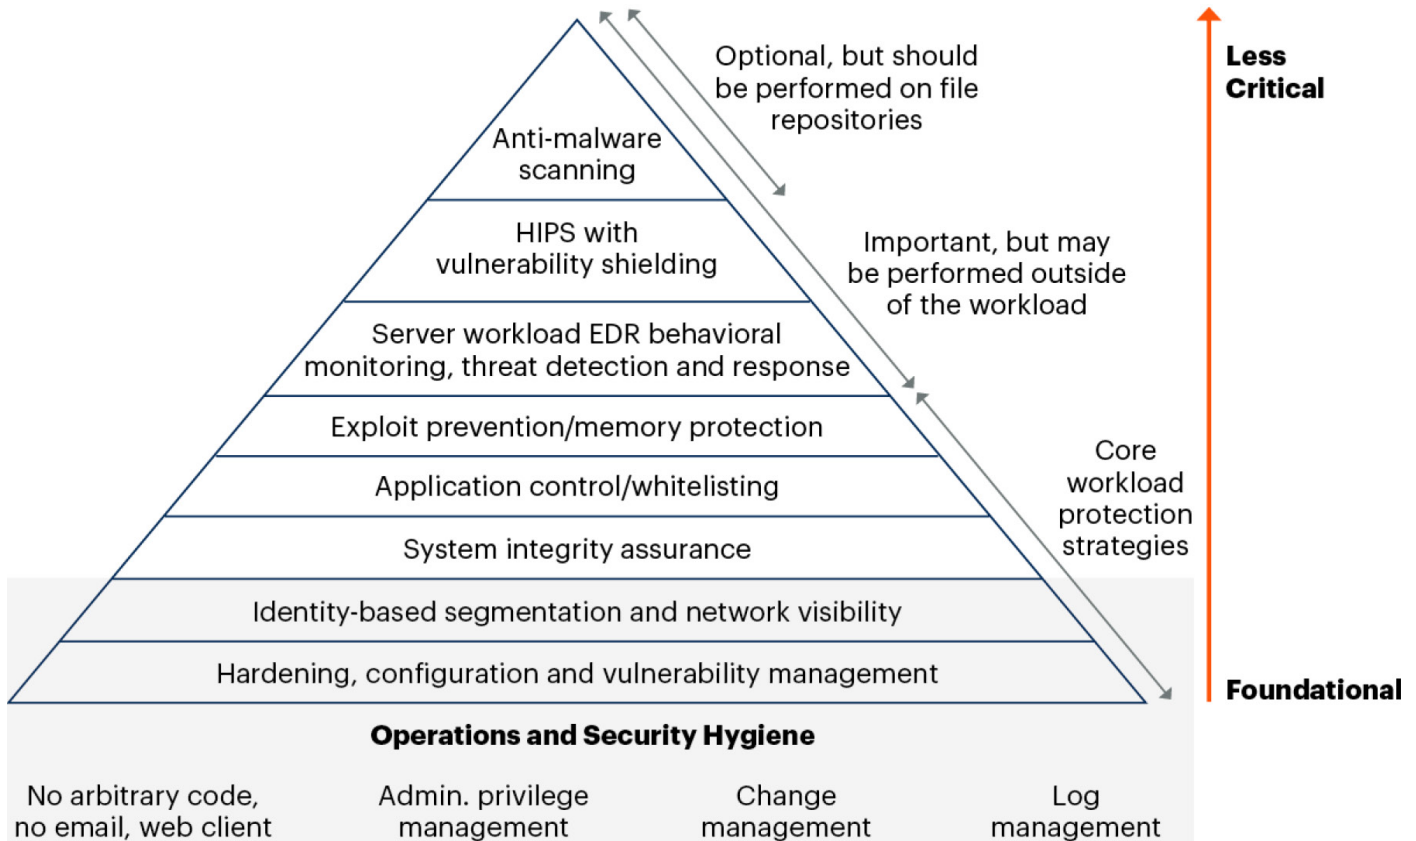 Optional, but should
be performed on file
repositories
Less
Critical
Anti-malware
scanning
HIPS with
vulnerability shielding
Important, but may
be performed outside
of the workload
Server workload EDR behavioral
monitoring, threat detection and response
Exploit prevention/memory protection
Application control/whitelisting
System integrity assurance
Core
workload
protection
strategies
Identity-based segmentation and network visibility
Hardening, configuration and vulnerability management
Foundational
Operations and Security Hygiene
No arbitrary code,
no email, web client
Admin. privilege
management
Change
management
Log
management